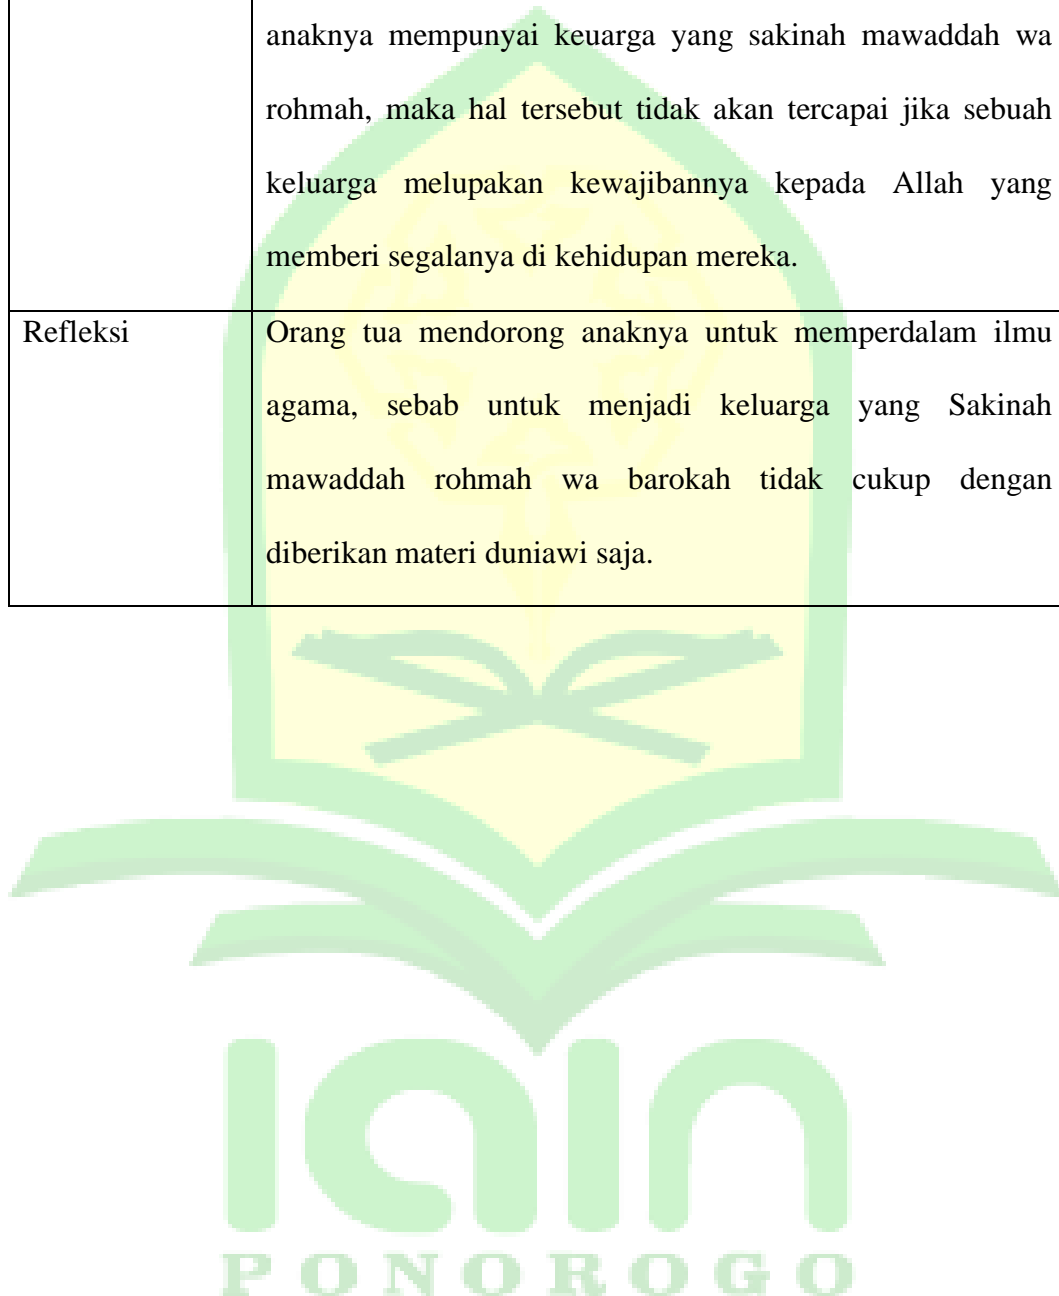 anaknya mempunyai keuarga yang sakinah mawaddah wa
rohmah, maka hal tersebut tidak akan tercapai jika sebuah
keluarga melupakan kewajibannya kepada Allah yang
memberi segalanya di kehidupan mereka.
Refleksi
Orang tua mendorong anaknya untuk memperdalam ilmu
agama, sebab untuk menjadi keluarga yang Sakinah
mawaddah rohmah wa barokah tidak cukup dengan
diberikan materi duniawi saja.
iain
PONOROGO